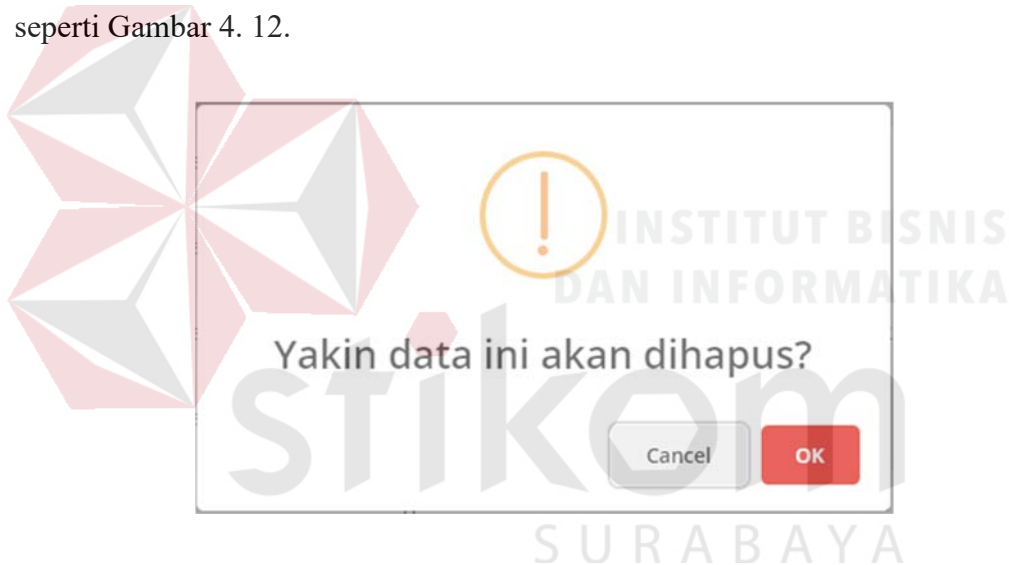 seperti Gambar 4. 12.
INSTITUT BISNIS
DAN INFORMATIKA
Yakin data ini akan dihapus?
stikom
Cancel OK
SURABAYA